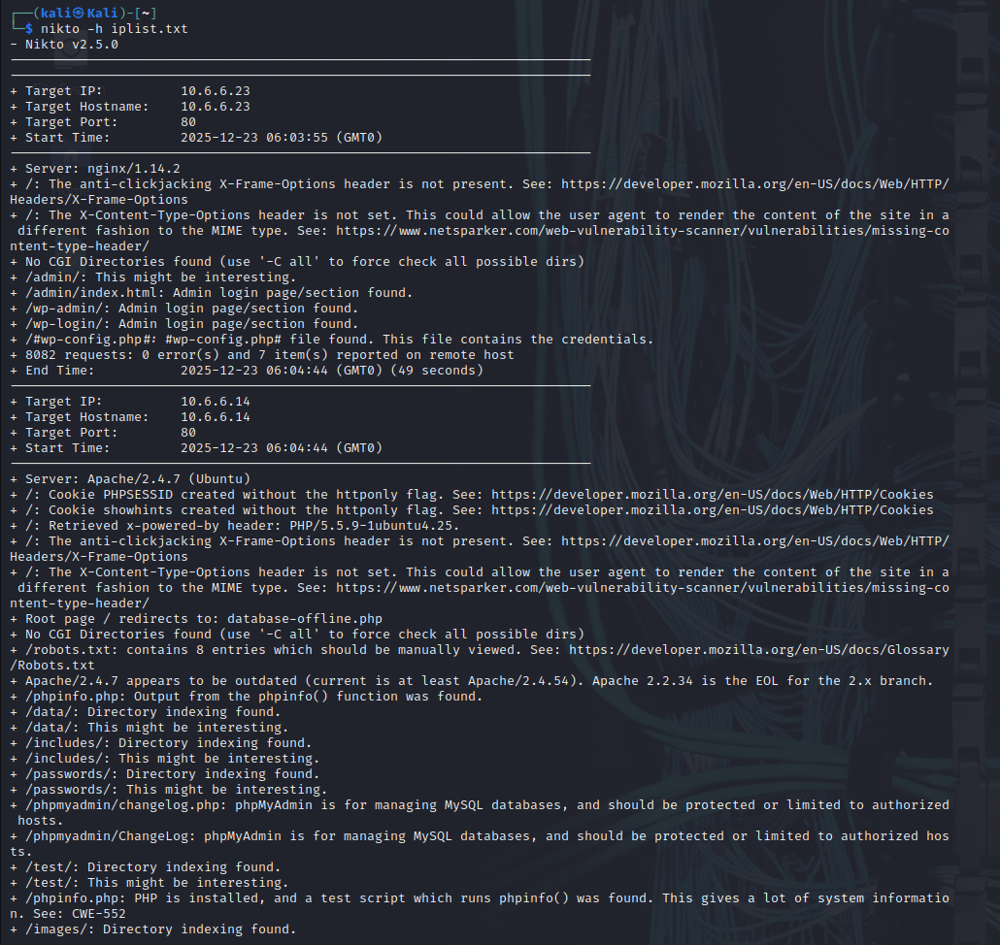 ┌──(kali㉿Kali)-[~]
└─$ nikto -h iplist.txt
- Nikto v2.5.0
---------------------------------------------------------------------------
---------------------------------------------------------------------------
+ Target IP:          10.6.6.23
+ Target Hostname:    10.6.6.23
+ Target Port:        80
+ Start Time:         2025-12-23 06:03:55 (GMT0)
---------------------------------------------------------------------------
+ Server: nginx/1.14.2
+ /: The anti-clickjacking X-Frame-Options header is not present. See: https://developer.mozilla.org/en-US/docs/Web/HTTP/
Headers/X-Frame-Options
+ /: The X-Content-Type-Options header is not set. This could allow the user agent to render the content of the site in a
 different fashion to the MIME type. See: https://www.netsparker.com/web-vulnerability-scanner/vulnerabilities/missing-co
ntent-type-header/
+ No CGI Directories found (use '-C all' to force check all possible dirs)
+ /admin/: This might be interesting.
+ /admin/index.html: Admin login page/section found.
+ /wp-admin/: Admin login page/section found.
+ /wp-login/: Admin login page/section found.
+ /#wp-config.php#: #wp-config.php# file found. This file contains the credentials.
+ 8082 requests: 0 error(s) and 7 item(s) reported on remote host
+ End Time:           2025-12-23 06:04:44 (GMT0) (49 seconds)
---------------------------------------------------------------------------
+ Target IP:          10.6.6.14
+ Target Hostname:    10.6.6.14
+ Target Port:        80
+ Start Time:         2025-12-23 06:04:44 (GMT0)
---------------------------------------------------------------------------
+ Server: Apache/2.4.7 (Ubuntu)
+ /: Cookie PHPSESSID created without the httponly flag. See: https://developer.mozilla.org/en-US/docs/Web/HTTP/Cookies
+ /: Cookie showhints created without the httponly flag. See: https://developer.mozilla.org/en-US/docs/Web/HTTP/Cookies
+ /: Retrieved x-powered-by header: PHP/5.5.9-1ubuntu4.25.
+ /: The anti-clickjacking X-Frame-Options header is not present. See: https://developer.mozilla.org/en-US/docs/Web/HTTP/
Headers/X-Frame-Options
+ /: The X-Content-Type-Options header is not set. This could allow the user agent to render the content of the site in a
 different fashion to the MIME type. See: https://www.netsparker.com/web-vulnerability-scanner/vulnerabilities/missing-co
ntent-type-header/
+ Root page / redirects to: database-offline.php
+ No CGI Directories found (use '-C all' to force check all possible dirs)
+ /robots.txt: contains 8 entries which should be manually viewed. See: https://developer.mozilla.org/en-US/docs/Glossary
/Robots.txt
+ Apache/2.4.7 appears to be outdated (current is at least Apache/2.4.54). Apache 2.2.34 is the EOL for the 2.x branch.
+ /phpinfo.php: Output from the phpinfo() function was found.
+ /data/: Directory indexing found.
+ /data/: This might be interesting.
+ /includes/: Directory indexing found.
+ /includes/: This might be interesting.
+ /passwords/: Directory indexing found.
+ /passwords/: This might be interesting.
+ /phpmyadmin/changelog.php: phpMyAdmin is for managing MySQL databases, and should be protected or limited to authorized
 hosts.
+ /phpmyadmin/ChangeLog: phpMyAdmin is for managing MySQL databases, and should be protected or limited to authorized hos
ts.
+ /test/: Directory indexing found.
+ /test/: This might be interesting.
+ /phpinfo.php: PHP is installed, and a test script which runs phpinfo() was found. This gives a lot of system informatio
n. See: CWE-552
+ /images/: Directory indexing found.